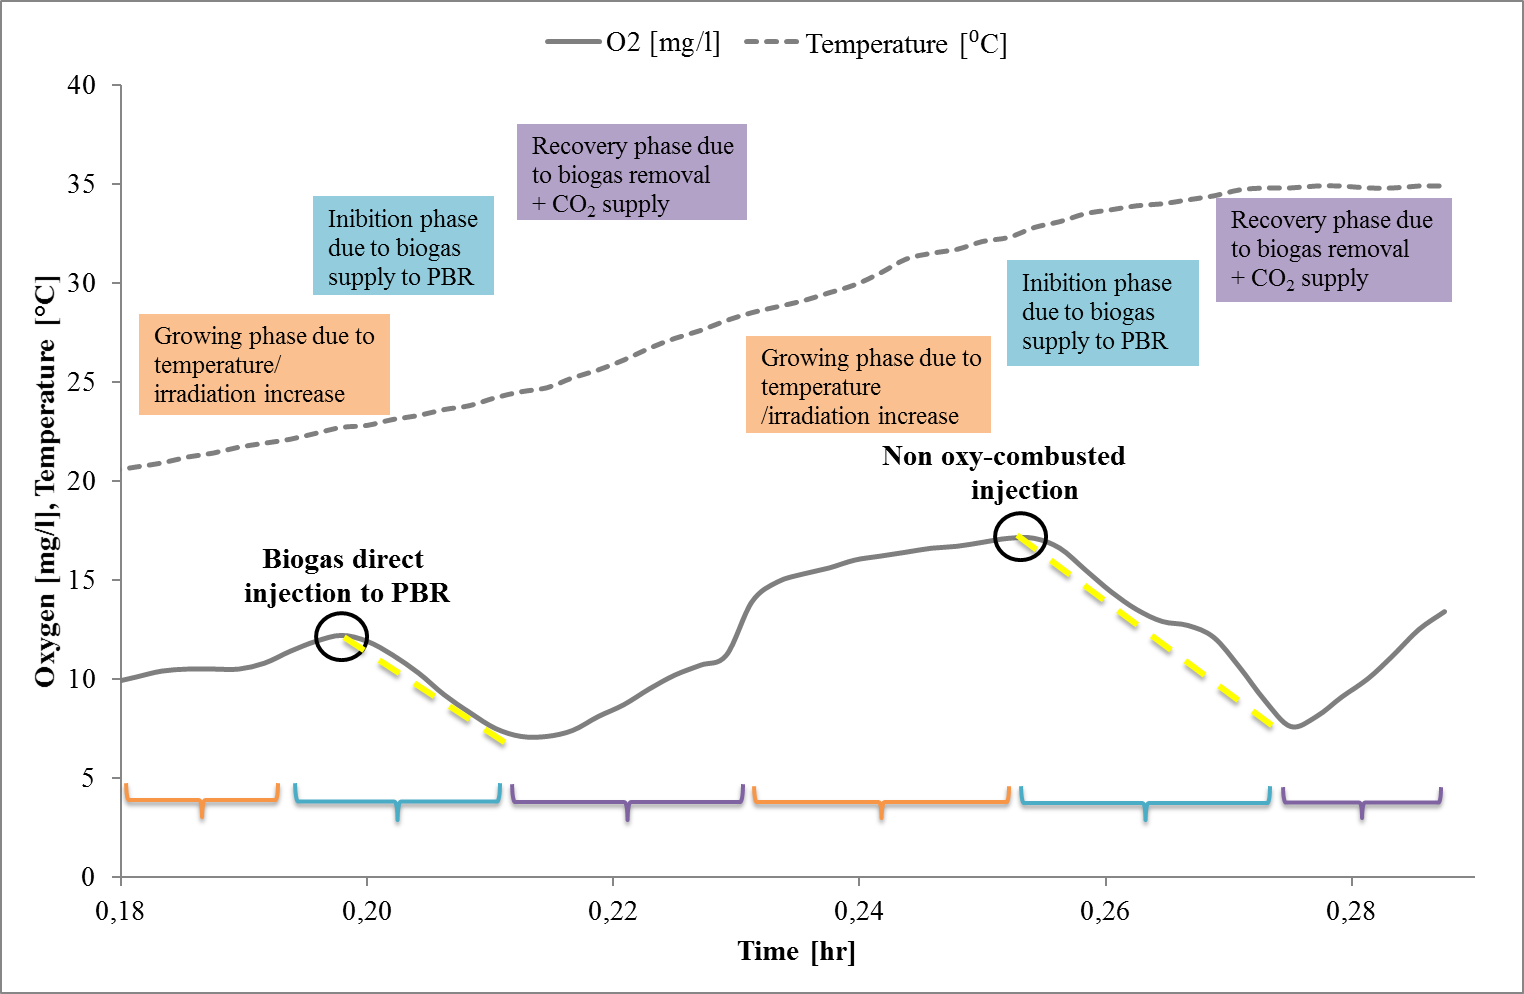 O2 [mg/l] Temperature [⁰C]
Oxygen [mg/l], Temperature [°C]
40
35
30
25
20
15
10
5
0
Recovery phase due
to biogas removal
+ CO₂ supply
Inibition phase
due to biogas
supply to PBR
Recovery phase due
to biogas removal
+ CO₂ supply
Inibition phase
due to biogas
supply to PBR
Growing phase due to
temperature/
irradiation increase
Growing phase due to
temperature
/irradiation increase
Non oxy-combusted
injection
Biogas direct
injection to PBR
0,18 0,20 0,22 0,24 0,26 0,28
Time [hr]